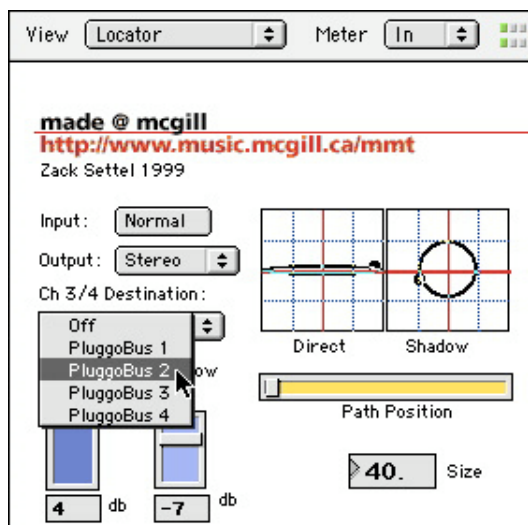 View Locator Meter In
made @ mcgill
http://www.music.mcgill.ca/mmt
Zack Settel 1999
Input: Normal
Output: Stereo
Ch 3/4 Destination:
Off
PluggoBus 1
PluggoBus 2
PluggoBus 3
PluggoBus 4
Direct Shadow
Path Position
4 db -7 db
40. Size